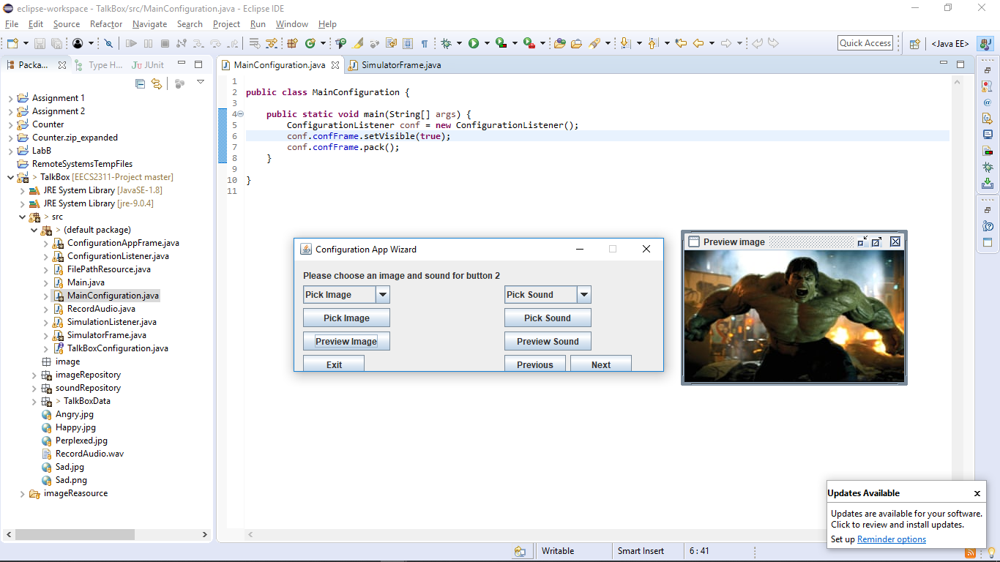 eclipse-workspace - TalkBox/src/MainConfiguration.java - Eclipse IDE
File Edit Source Refactor Navigate Search Project Run Window Help
Quick Access
<Java EE>
Packa... Type H... JUnit
MainConfiguration.java SimulatorFrame.java
Assignment 1
Assignment 2
Counter
Counter.zip_expanded
LabB
RemoteSystemsTempFiles
> TalkBox [EECS2311-Project master]
JRE System Library [JavaSE-1.8]
JRE System Library [jre-9.0.4]
> src
> (default package)
ConfigurationAppFrame.java
ConfigurationListener.java
FilePathResource.java
Main.java
MainConfiguration.java
RecordAudio.java
SimulationListener.java
SimulatorFrame.java
TalkBoxConfiguration.java
image
imageRepository
soundRepository
> TalkBoxData
Angry.jpg
Happy.jpg
Perplexed.jpg
RecordAudio.wav
Sad.jpg
Sad.png
imageReasource
1
2 public class MainConfiguration {
3
4 public static void main(String[] args) {
5 ConfigurationListener conf = new ConfigurationListener();
6 conf.confFrame.setVisible(true);
7 conf.confFrame.pack();
8 }
9
10 }
11
Configuration App Wizard
Please choose an image and sound for button 2
Pick Image Pick Sound
Pick Image Pick Sound
Preview Image Preview Sound
Exit Previous Next
Preview image
Updates Available x
Updates are available for your software.
Click to review and install updates.
Set up Reminder options
Writable Smart Insert 6 : 41